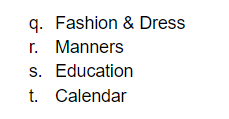 q. Fashion & Dress
r. Manners
s. Education
t. Calendar